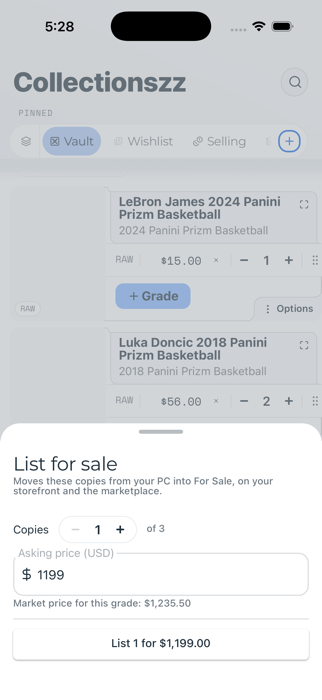 5:28
Collectionszz
PINNED
Vault
Wishlist
Selling
LeBron James 2024 Panini
Prizm Basketball
2024 Panini Prizm Basketball
RAW $15.00 × − 1 +
+ Grade
RAW
Options
Luka Doncic 2018 Panini
Prizm Basketball
2018 Panini Prizm Basketball
RAW $56.00 × − 2 +
List for sale
Moves these copies from your PC into For Sale, on your
storefront and the marketplace.
Copies − 1 + of 3
Asking price (USD)
$ 1199
Market price for this grade: $1,235.50
List 1 for $1,199.00